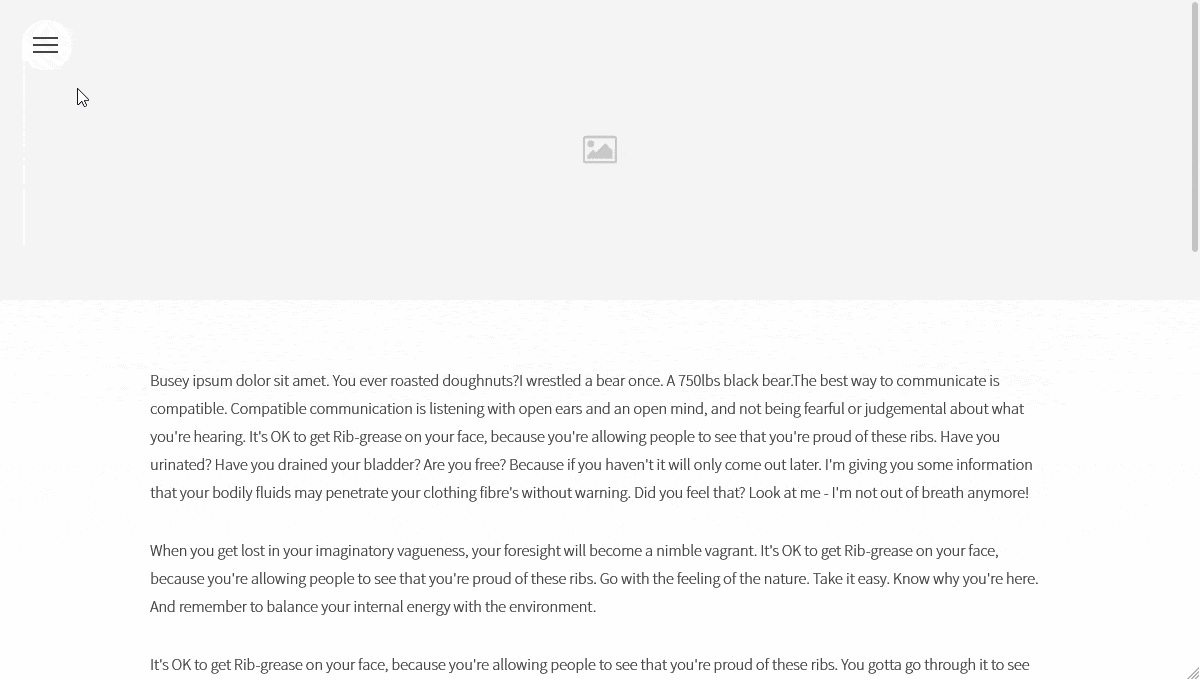 Busey ipsum dolor sit amet. You ever roasted doughnuts?I wrestled a bear once. A 750lbs black bear.The best way to communicate is
compatible. Compatible communication is listening with open ears and an open mind, and not being fearful or judgemental about what
you're hearing. It's OK to get Rib-grease on your face, because you're allowing people to see that you're proud of these ribs. Have you
urinated? Have you drained your bladder? Are you free? Because if you haven't it will only come out later. I'm giving you some information
that your bodily fluids may penetrate your clothing fibre's without warning. Did you feel that? Look at me - I'm not out of breath anymore!
When you get lost in your imaginatory vagueness, your foresight will become a nimble vagrant. It's OK to get Rib-grease on your face,
because you're allowing people to see that you're proud of these ribs. Go with the feeling of the nature. Take it easy. Know why you're here.
And remember to balance your internal energy with the environment.
It's OK to get Rib-grease on your face, because you're allowing people to see that you're proud of these ribs. You gotta go through it to see